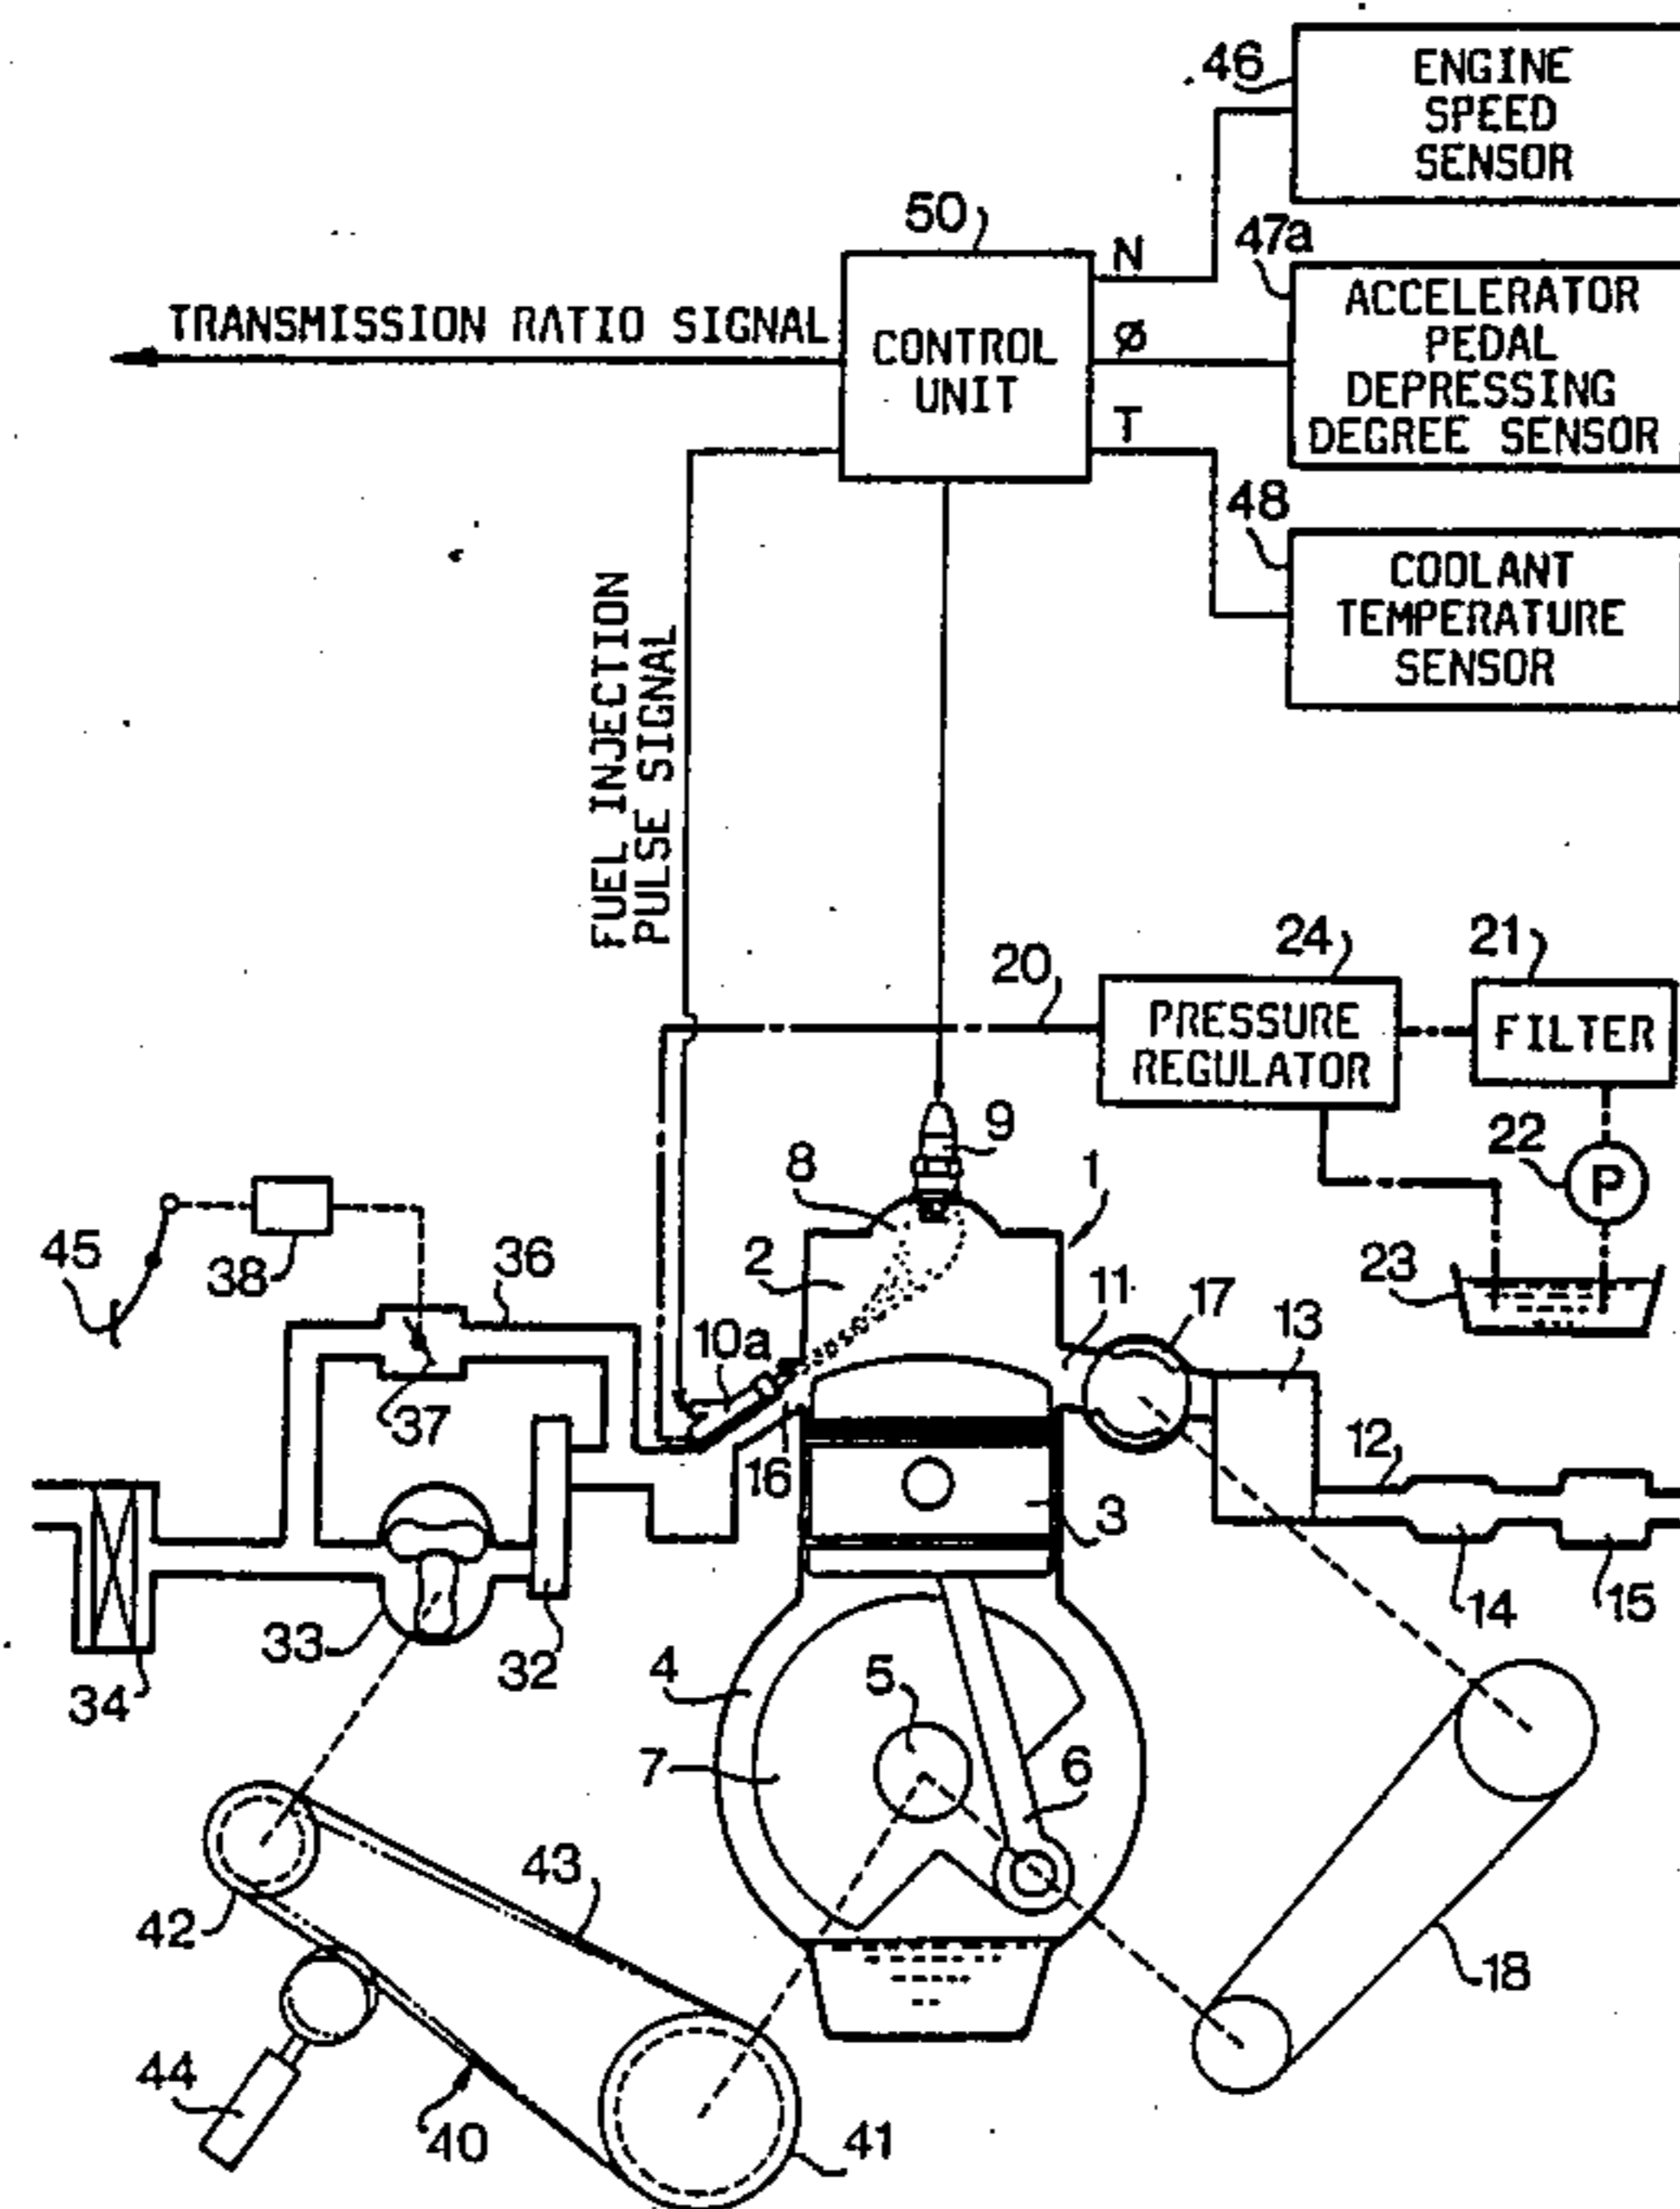 46
ENGINE
SPEED
SENSOR
50
N
47a
ACCELERATOR
PEDAL
DEPRESSING
DEGREE SENSOR
TRANSMISSION RATIO SIGNAL
CONTROL
UNIT
Ø
T
48
COOLANT
TEMPERATURE
SENSOR
FUEL INJECTION
PULSE SIGNAL
20
24
21
PRESSURE
REGULATOR
FILTER
9
22
P
8
1
45
38
36
2
23
11
17
13
10a
37
16
12
3
33
32
14
15
34
4
5
7
6
43
42
18
44
40
41